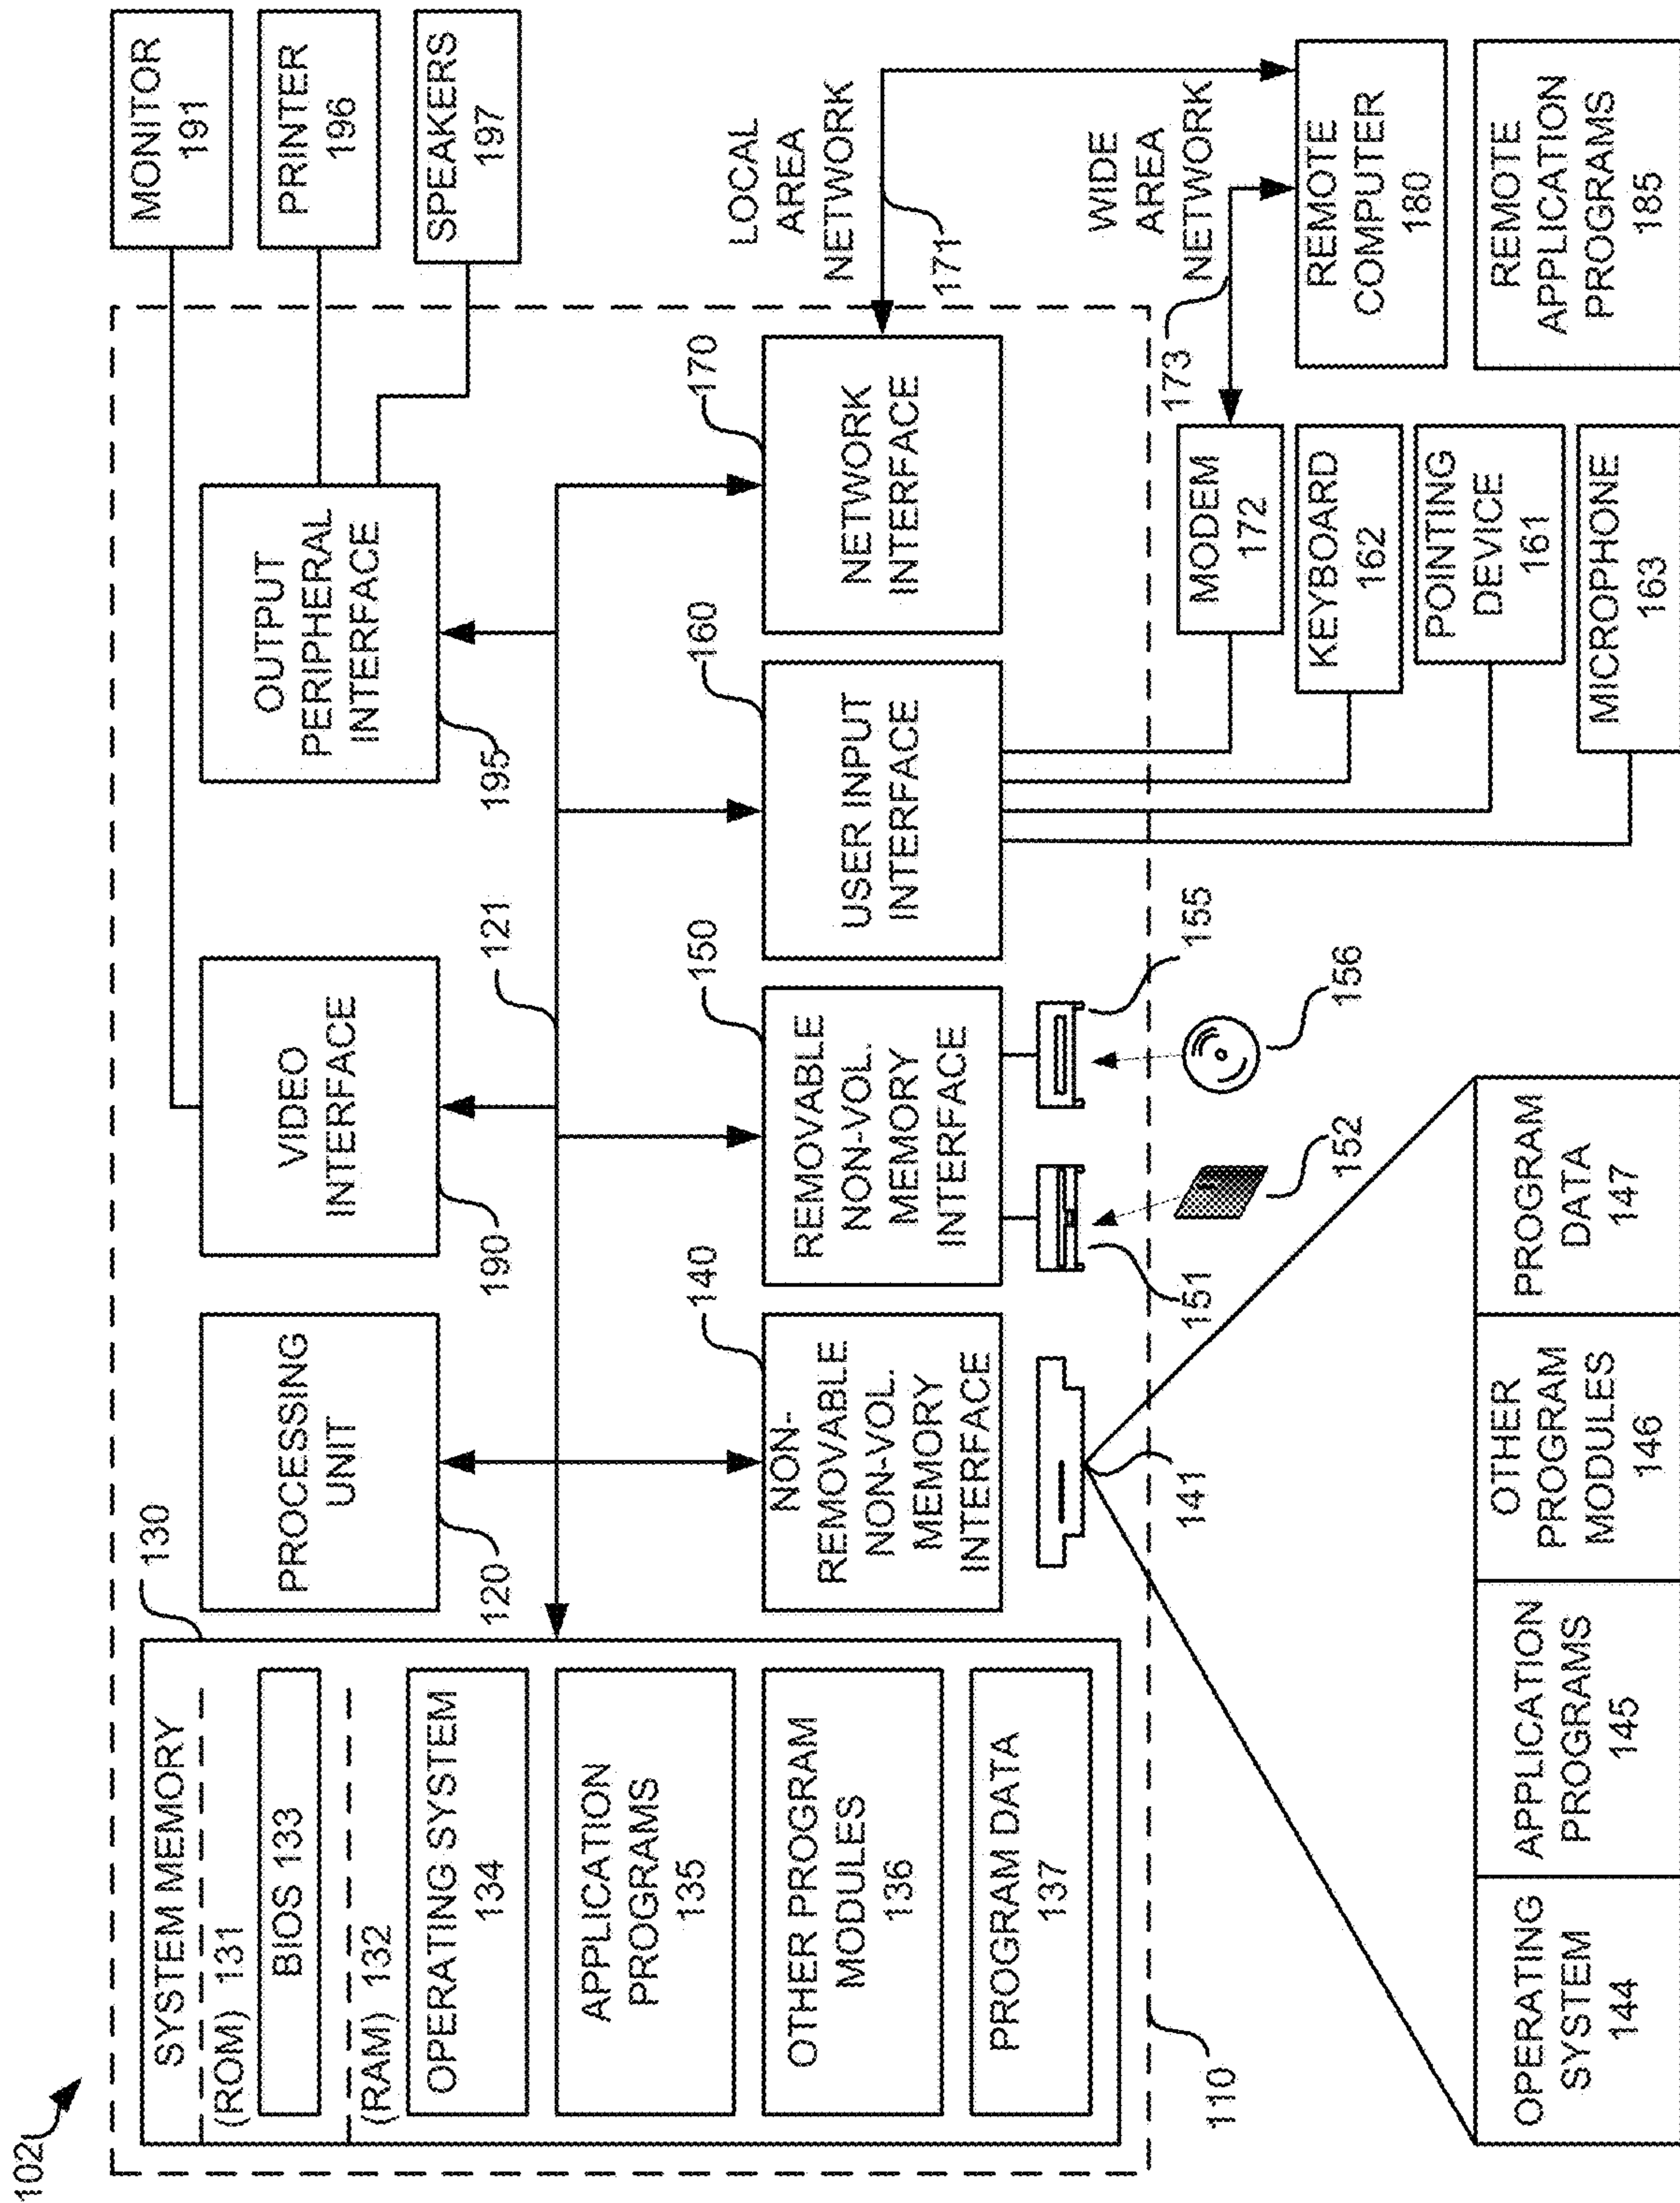 102
SYSTEM MEMORY
130
(ROM) 131
BIOS 133
(RAM) 132
OPERATING SYSTEM
134
APPLICATION
PROGRAMS
135
OTHER PROGRAM
MODULES
136
PROGRAM DATA
137
PROCESSING
UNIT
120
VIDEO
INTERFACE
190
121
OUTPUT
PERIPHERAL
INTERFACE
195
MONITOR
191
PRINTER
196
SPEAKERS
197
140
NON-
REMOVABLE
NON-VOL.
MEMORY
INTERFACE
150
REMOVABLE
NON-VOL.
MEMORY
INTERFACE
160
USER INPUT
INTERFACE
170
NETWORK
INTERFACE
LOCAL
AREA
NETWORK
171
WIDE
AREA
NETWORK
173
110
141
151
152
155
156
MODEM
172
KEYBOARD
162
POINTING
DEVICE
161
MICROPHONE
163
REMOTE
COMPUTER
180
REMOTE
APPLICATION
PROGRAMS
185
OPERATING
SYSTEM
144
APPLICATION
PROGRAMS
145
OTHER
PROGRAM
MODULES
146
PROGRAM
DATA
147